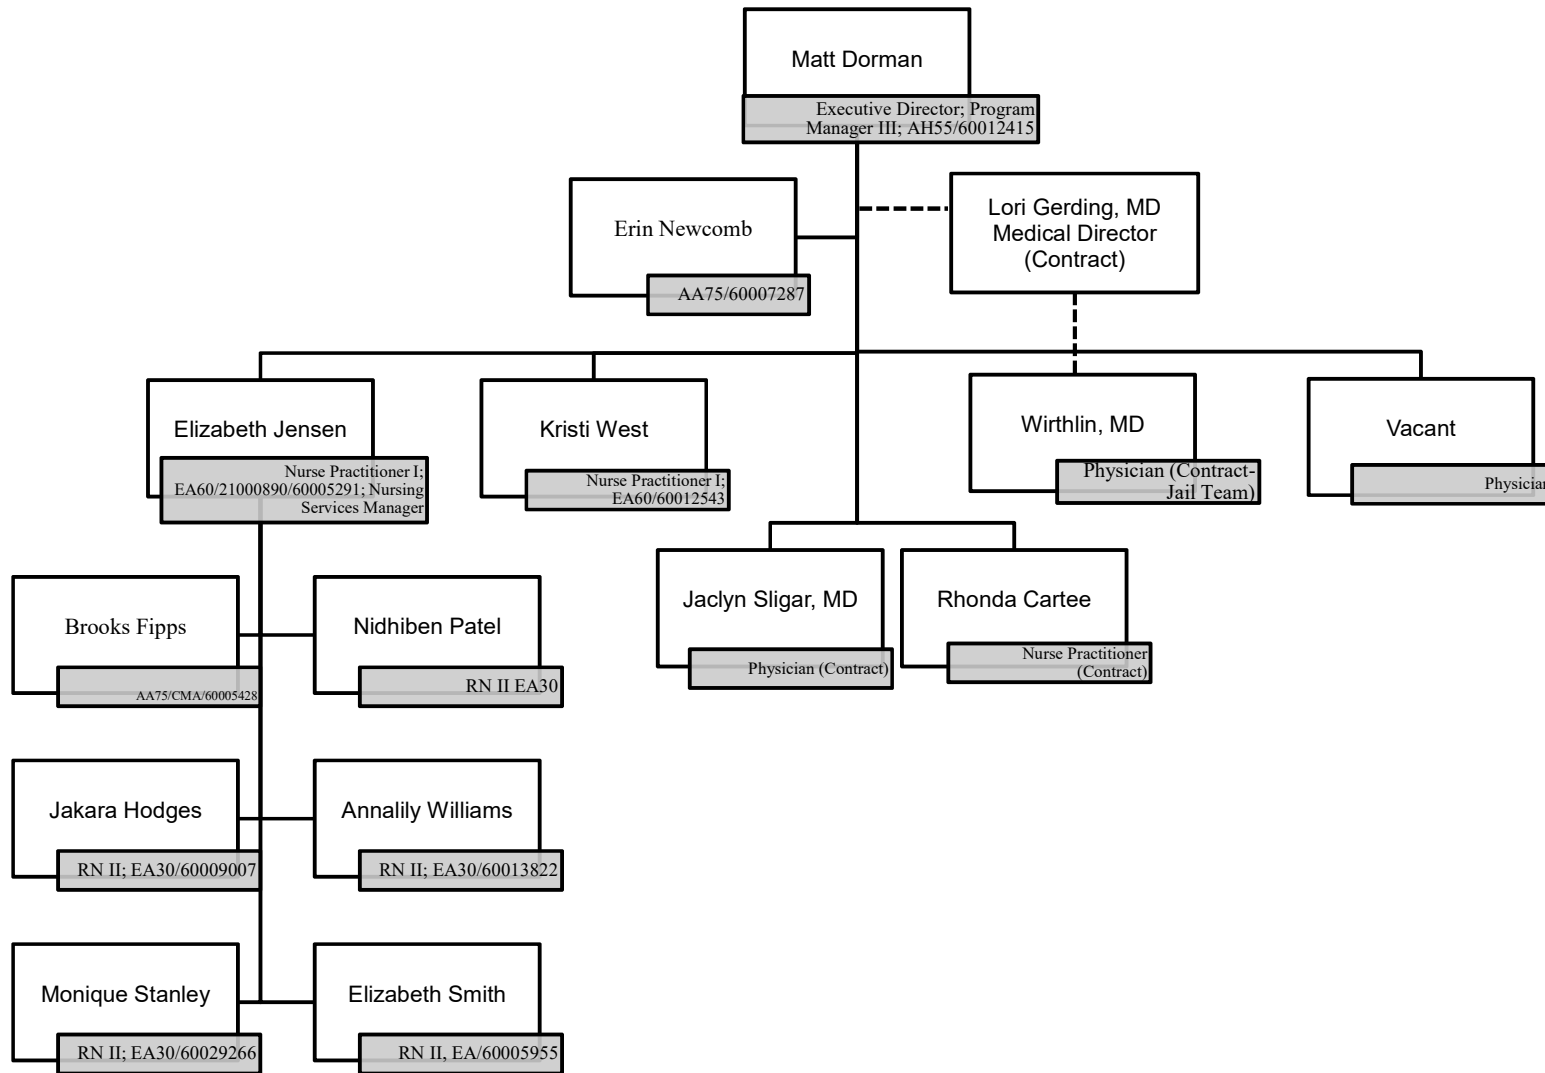 Matt Dorman
Executive Director; Program
Manager III; AH55/60012415
Erin Newcomb
AA75/60007287
Lori Gerding, MD
Medical Director
(Contract)
Elizabeth Jensen
Nurse Practitioner I;
EA60/21000890/60005291; Nursing
Services Manager
Kristi West
Nurse Practitioner I;
EA60/60012543
Wirthlin, MD
Physician (Contract-
Jail Team)
Vacant
Physician
Jaclyn Sligar, MD
Physician (Contract)
Rhonda Cartee
Nurse Practitioner
(Contract)
Brooks Fipps
AA75/CMA/60005428
Nidhiben Patel
RN II EA30
Jakara Hodges
RN II; EA30/60009007
Annalily Williams
RN II; EA30/60013822
Monique Stanley
RN II; EA30/60029266
Elizabeth Smith
RN II, EA/60005955